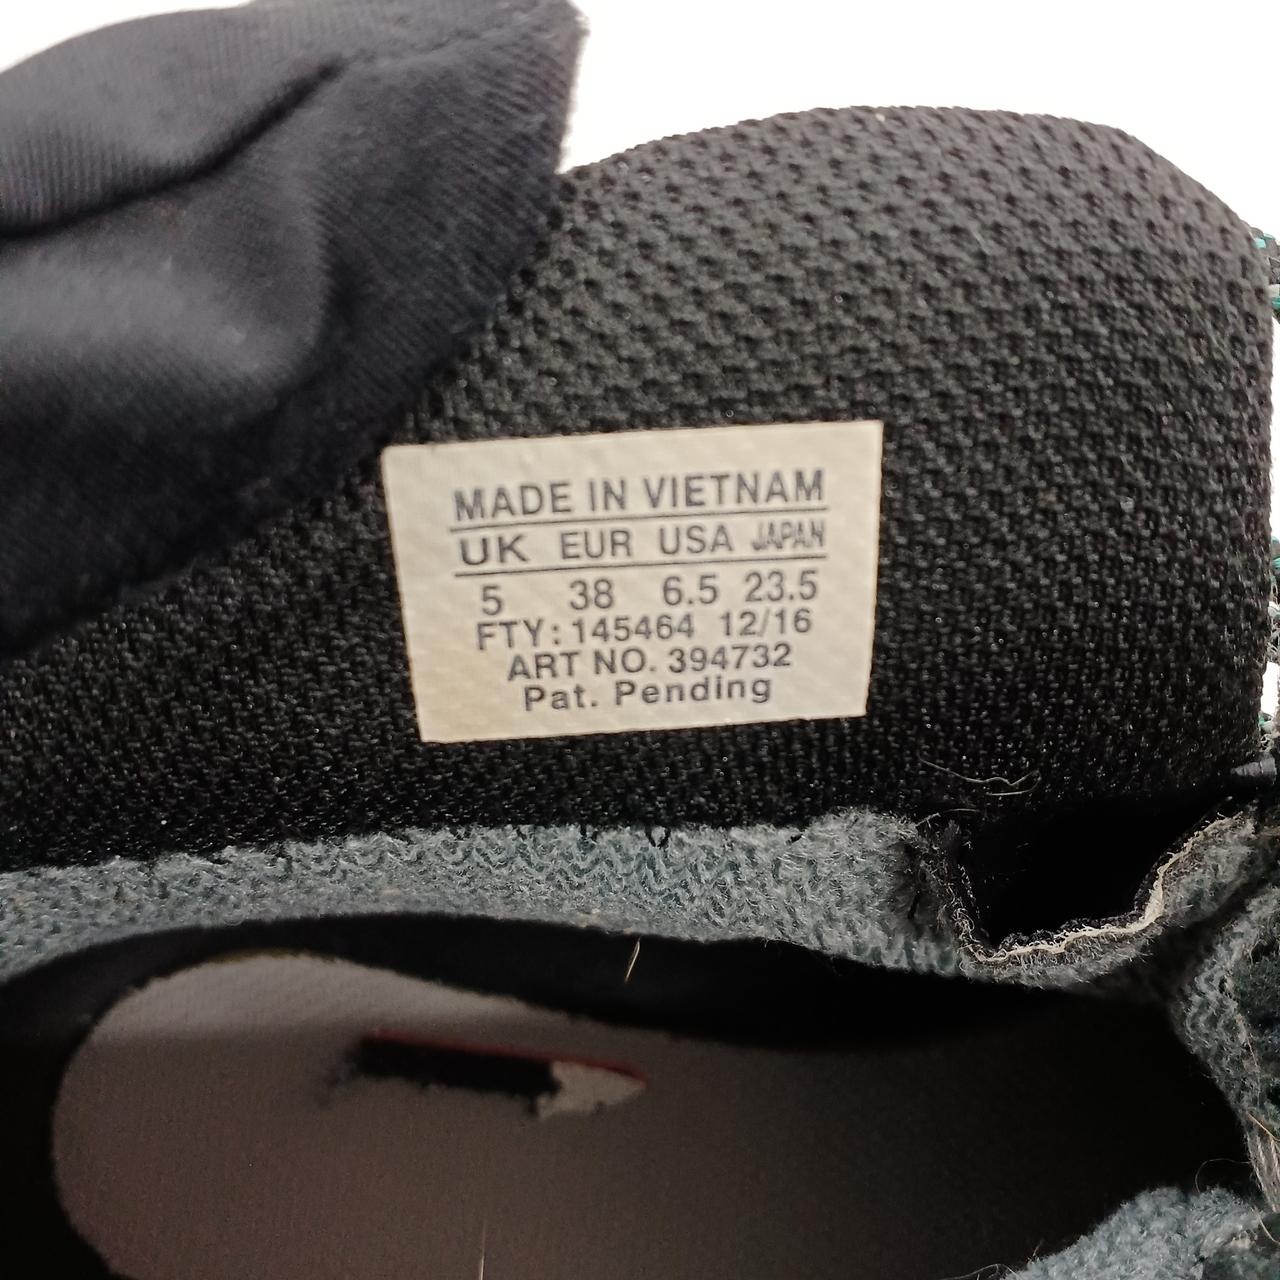 MADE IN VIETNAM
UK EUR USA JAPAN
5 38 6.5 23.5
FTY: 145464 12/16
ART NO. 394732
Pat. Pending